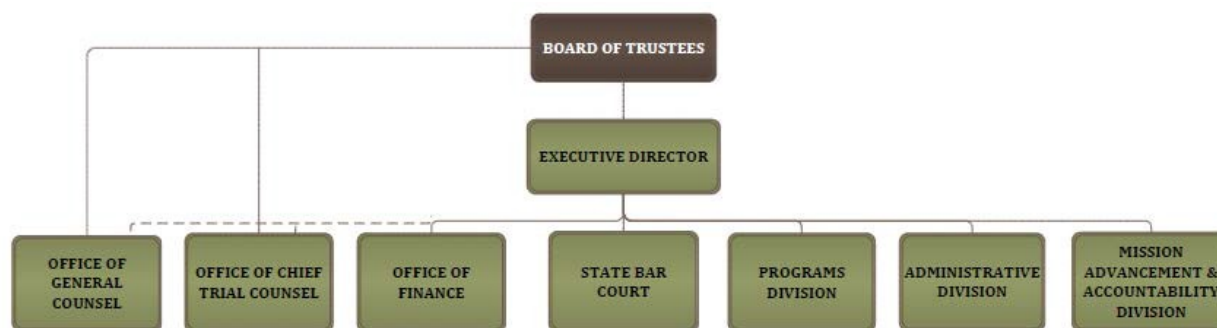 BOARD OF TRUSTEES
EXECUTIVE DIRECTOR
OFFICE OF
GENERAL
COUNSEL
OFFICE OF CHIEF
TRIAL COUNSEL
OFFICE OF
FINANCE
STATE BAR
COURT
PROGRAMS
DIVISION
ADMINISTRATIVE
DIVISION
MISSION
ADVANCEMENT &
ACCOUNTABILITY
DIVISION